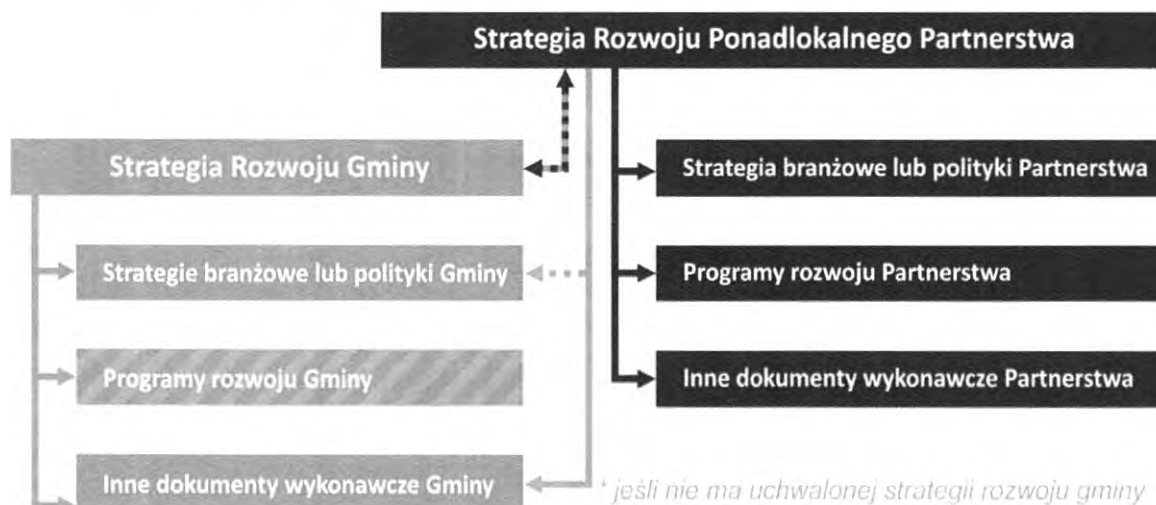 Strategia Rozwoju Ponadlokalnego Partnerstwa
Strategia Rozwoju Gminy
Strategie branżowe lub polityki Gminy
Programy rozwoju Gminy
Inne dokumenty wykonawcze Gminy
Strategia branżowe lub polityki Partnerstwa
Programy rozwoju Partnerstwa
Inne dokumenty wykonawcze Partnerstwa
* jeśli nie ma uchwalonej strategii rozwoju gminy